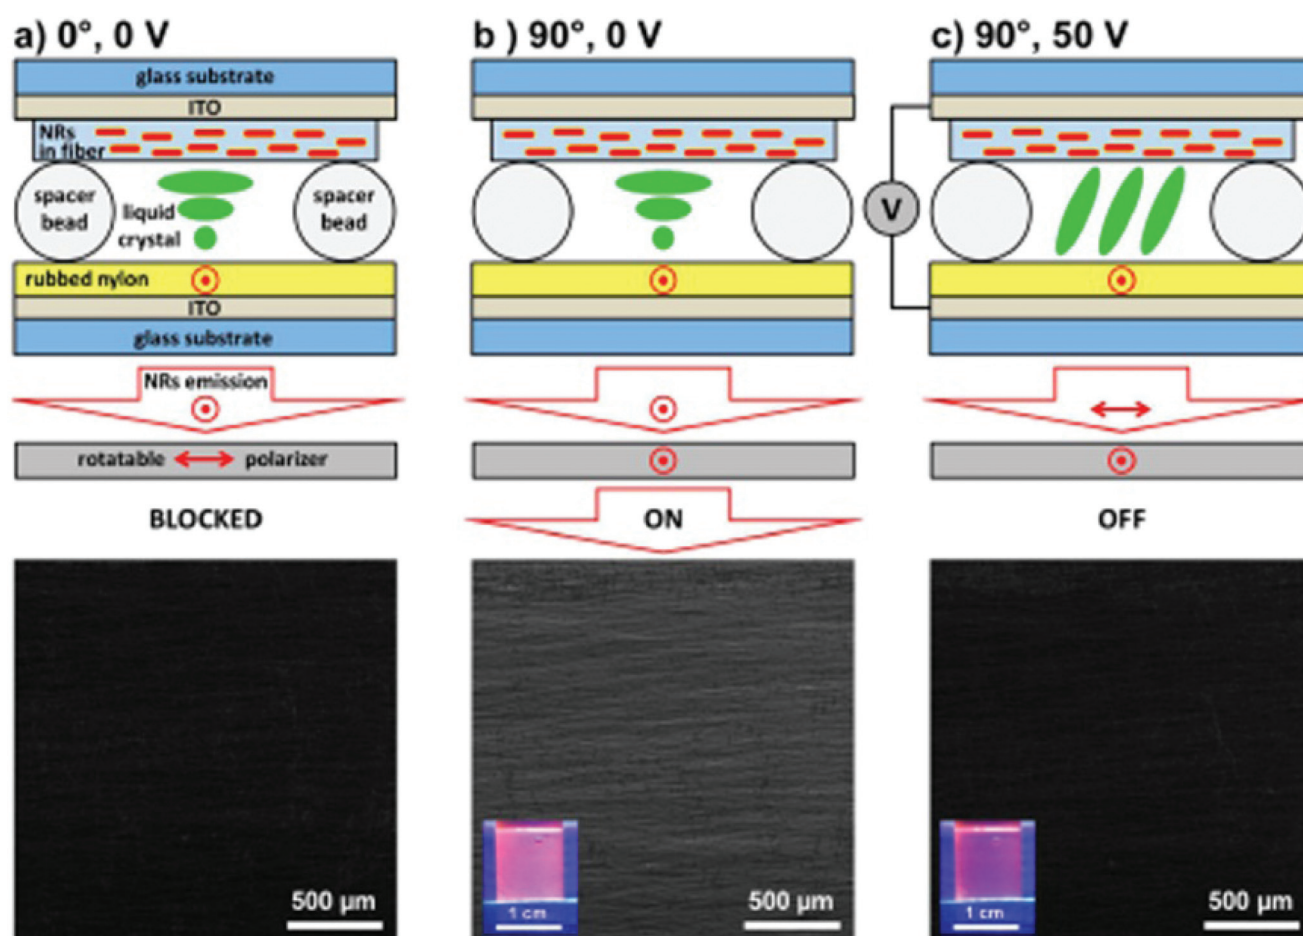 a) 0°, 0 V
glass substrate
ITO
NRs
in fiber
spacer
bead
liquid
crystal
spacer
bead
rubbed nylon
ITO
glass substrate
NRs emission
rotatable
polarizer
BLOCKED
500 µm
b ) 90°, 0 V
ON
1 cm
500 µm
c) 90°, 50 V
V
OFF
1 cm
500 µm